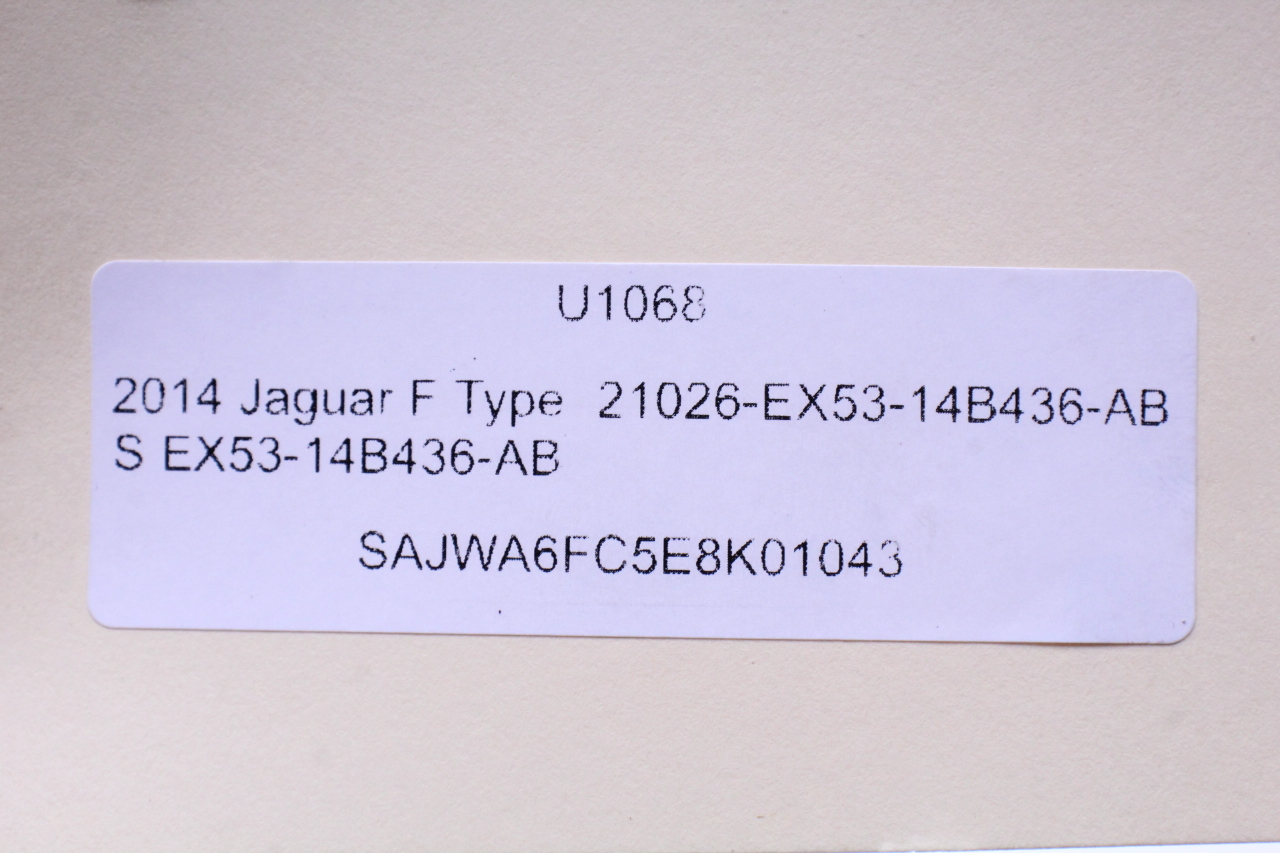 U1068
2014 Jaguar F Type 21026-EX53-14B436-AB
S EX53-14B436-AB
SAJWA6FC5E8K01043